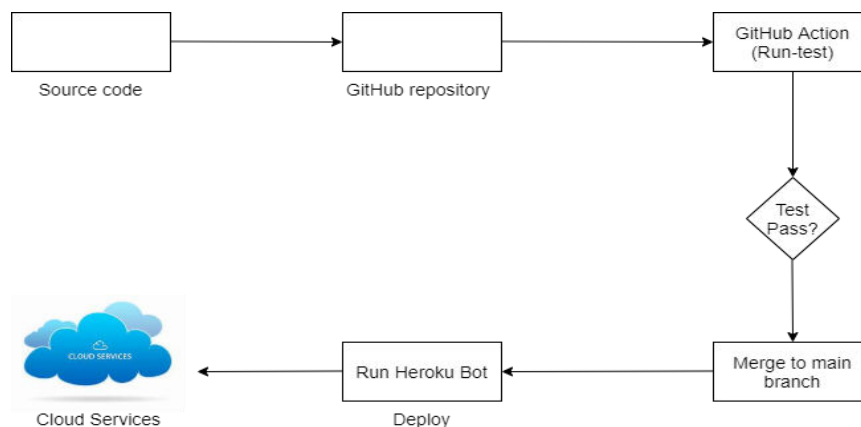 GitHub Action
(Run-test)
Source code
GitHub repository
Test
Pass?
CLOUD SERVICES
Run Heroku Bot
Merge to main
branch
Cloud Services
Deploy